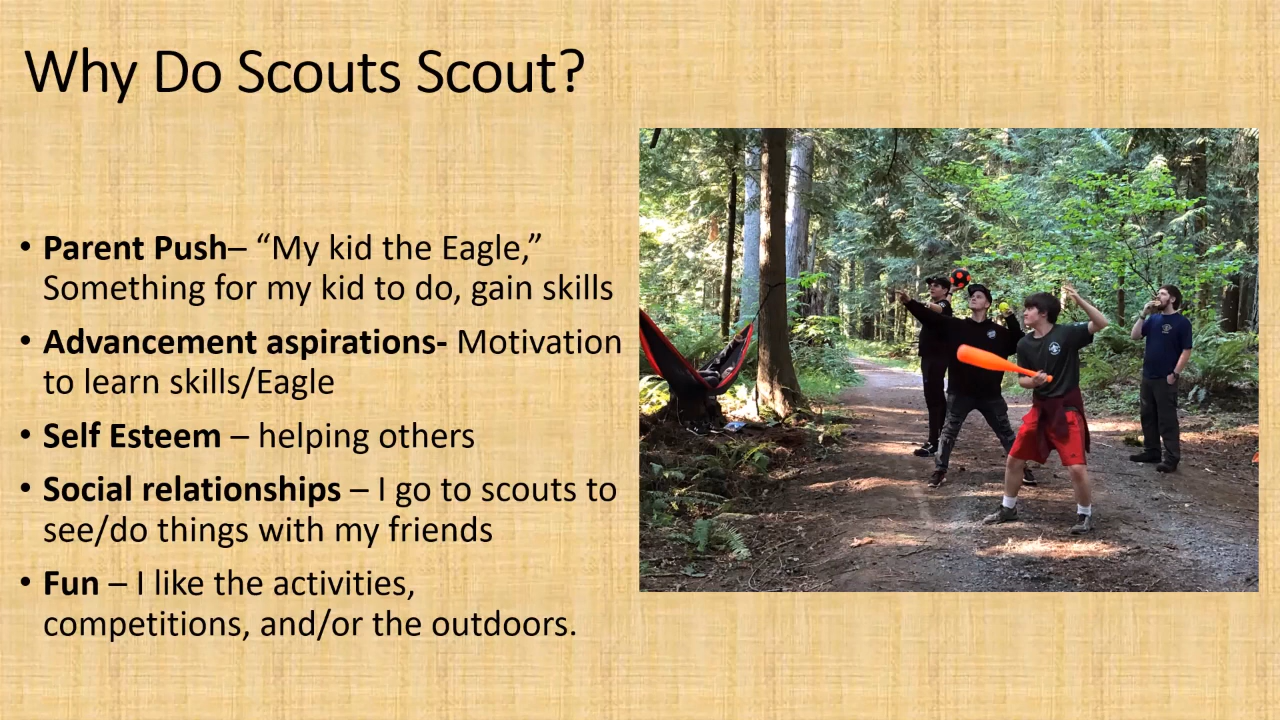 Why Do Scouts Scout?
• Parent Push– “My kid the Eagle,”
Something for my kid to do, gain skills
• Advancement aspirations- Motivation
to learn skills/Eagle
• Self Esteem – helping others
• Social relationships – I go to scouts to
see/do things with my friends
• Fun – I like the activities,
competitions, and/or the outdoors.